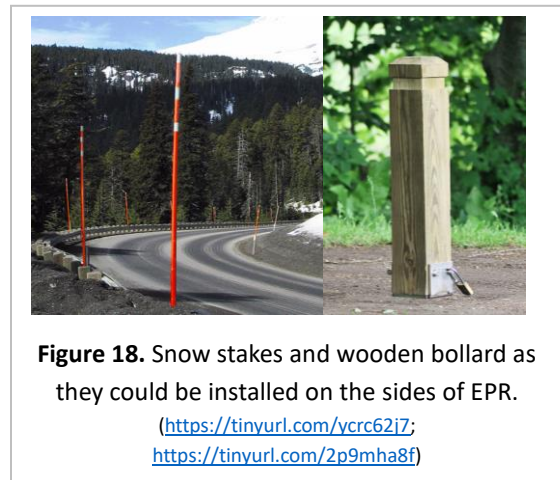 Figure 18. Snow stakes and wooden bollard as
they could be installed on the sides of EPR.
(https://tinyurl.com/ycrc62j7;
https://tinyurl.com/2p9mha8f)